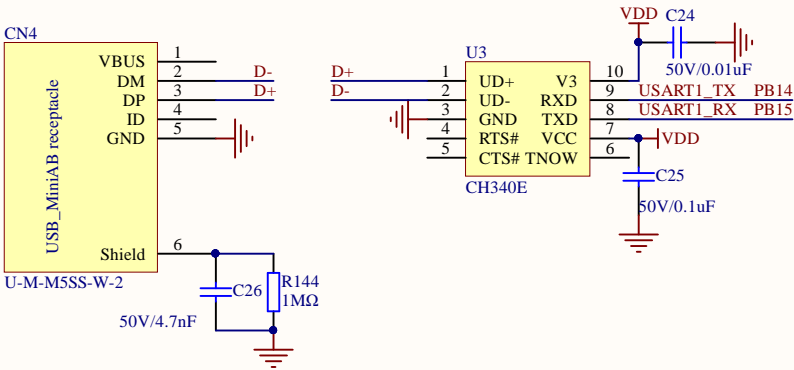 CN4
VBUS 1
DM 2 D-
DP 3 D+
ID 4
GND 5
USB_MiniAB receptacle
Shield 6
U-M-M5SS-W-2
C26
50V/4.7nF
R144
1MΩ
U3
D+ 1 UD+ V3 10
D- 2 UD- RXD 9 USART1_TX PB14
3 GND TXD 8 USART1_RX PB15
4 RTS# VCC 7 VDD
5 CTS# TNOW 6
CH340E
VDD
C24
50V/0.01uF
C25
50V/0.1uF